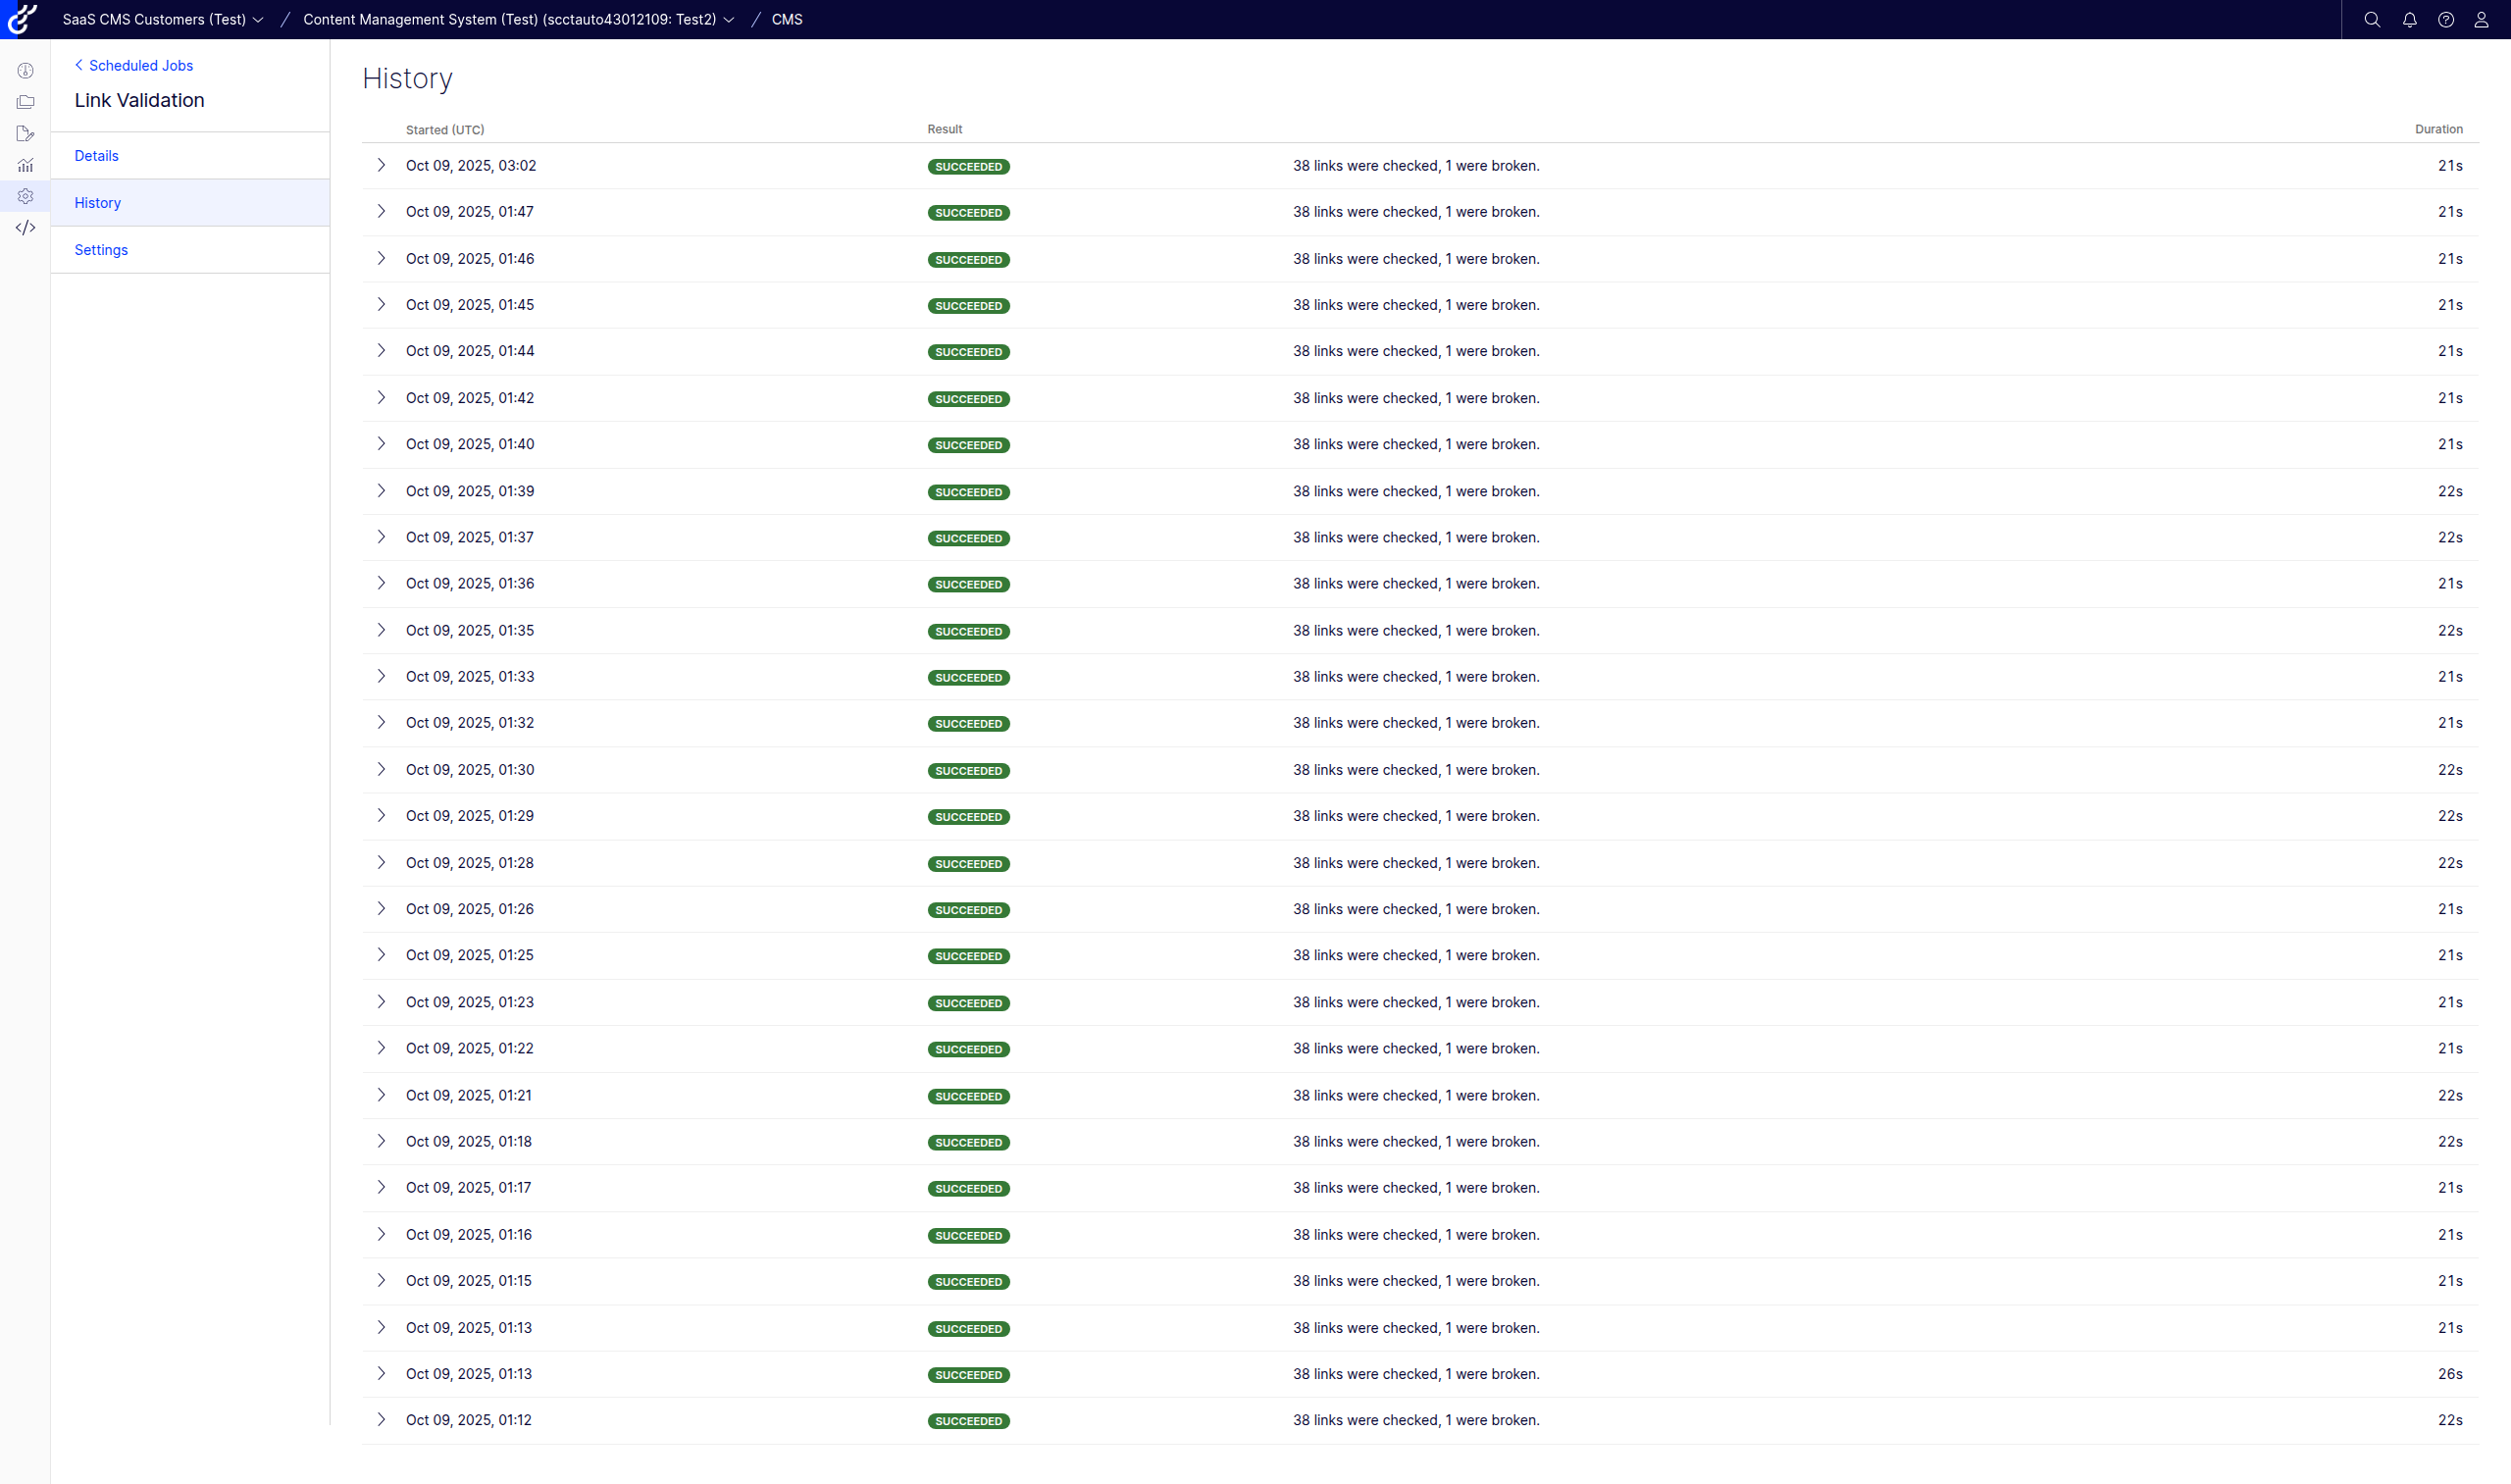 SaaS CMS Customers (Test) / Content Management System (Test) (scctauto43012109: Test2) / CMS
Scheduled Jobs
Link Validation
Details
History
Settings
History
Started (UTC) Result Duration
Oct 09, 2025, 03:02 SUCCEEDED 38 links were checked, 1 were broken. 21s
Oct 09, 2025, 01:47 SUCCEEDED 38 links were checked, 1 were broken. 21s
Oct 09, 2025, 01:46 SUCCEEDED 38 links were checked, 1 were broken. 21s
Oct 09, 2025, 01:45 SUCCEEDED 38 links were checked, 1 were broken. 21s
Oct 09, 2025, 01:44 SUCCEEDED 38 links were checked, 1 were broken. 21s
Oct 09, 2025, 01:42 SUCCEEDED 38 links were checked, 1 were broken. 21s
Oct 09, 2025, 01:40 SUCCEEDED 38 links were checked, 1 were broken. 21s
Oct 09, 2025, 01:39 SUCCEEDED 38 links were checked, 1 were broken. 22s
Oct 09, 2025, 01:37 SUCCEEDED 38 links were checked, 1 were broken. 22s
Oct 09, 2025, 01:36 SUCCEEDED 38 links were checked, 1 were broken. 21s
Oct 09, 2025, 01:35 SUCCEEDED 38 links were checked, 1 were broken. 22s
Oct 09, 2025, 01:33 SUCCEEDED 38 links were checked, 1 were broken. 21s
Oct 09, 2025, 01:32 SUCCEEDED 38 links were checked, 1 were broken. 21s
Oct 09, 2025, 01:30 SUCCEEDED 38 links were checked, 1 were broken. 22s
Oct 09, 2025, 01:29 SUCCEEDED 38 links were checked, 1 were broken. 22s
Oct 09, 2025, 01:28 SUCCEEDED 38 links were checked, 1 were broken. 22s
Oct 09, 2025, 01:26 SUCCEEDED 38 links were checked, 1 were broken. 21s
Oct 09, 2025, 01:25 SUCCEEDED 38 links were checked, 1 were broken. 21s
Oct 09, 2025, 01:23 SUCCEEDED 38 links were checked, 1 were broken. 21s
Oct 09, 2025, 01:22 SUCCEEDED 38 links were checked, 1 were broken. 21s
Oct 09, 2025, 01:21 SUCCEEDED 38 links were checked, 1 were broken. 22s
Oct 09, 2025, 01:18 SUCCEEDED 38 links were checked, 1 were broken. 22s
Oct 09, 2025, 01:17 SUCCEEDED 38 links were checked, 1 were broken. 21s
Oct 09, 2025, 01:16 SUCCEEDED 38 links were checked, 1 were broken. 21s
Oct 09, 2025, 01:15 SUCCEEDED 38 links were checked, 1 were broken. 21s
Oct 09, 2025, 01:13 SUCCEEDED 38 links were checked, 1 were broken. 21s
Oct 09, 2025, 01:13 SUCCEEDED 38 links were checked, 1 were broken. 26s
Oct 09, 2025, 01:12 SUCCEEDED 38 links were checked, 1 were broken. 22s